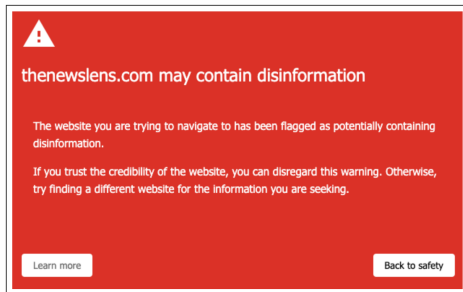 thenewslens.com may contain disinformation
The website you are trying to navigate to has been flagged as potentially containing
disinformation.
If you trust the credibility of the website, you can disregard this warning. Otherwise,
try finding a different website for the information you are seeking.
Learn more
Back to safety